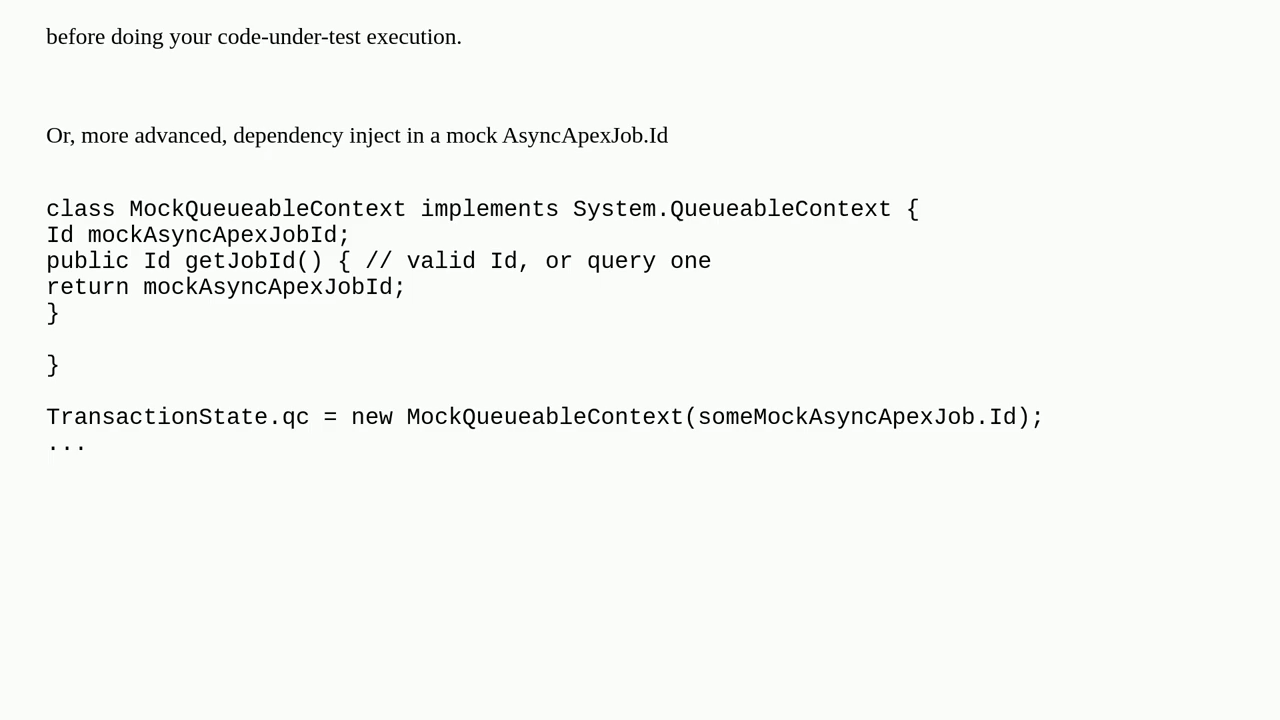 before doing your code-under-test execution.
Or, more advanced, dependency inject in a mock AsyncApexJob.Id
class MockQueueableContext implements System.QueueableContext {
Id mockAsyncApexJobId;
public Id getJobId() { // valid Id, or query one
return mockAsyncApexJobId;
}
}
TransactionState.qc = new MockQueueableContext(someMockAsyncApexJob.Id);
...